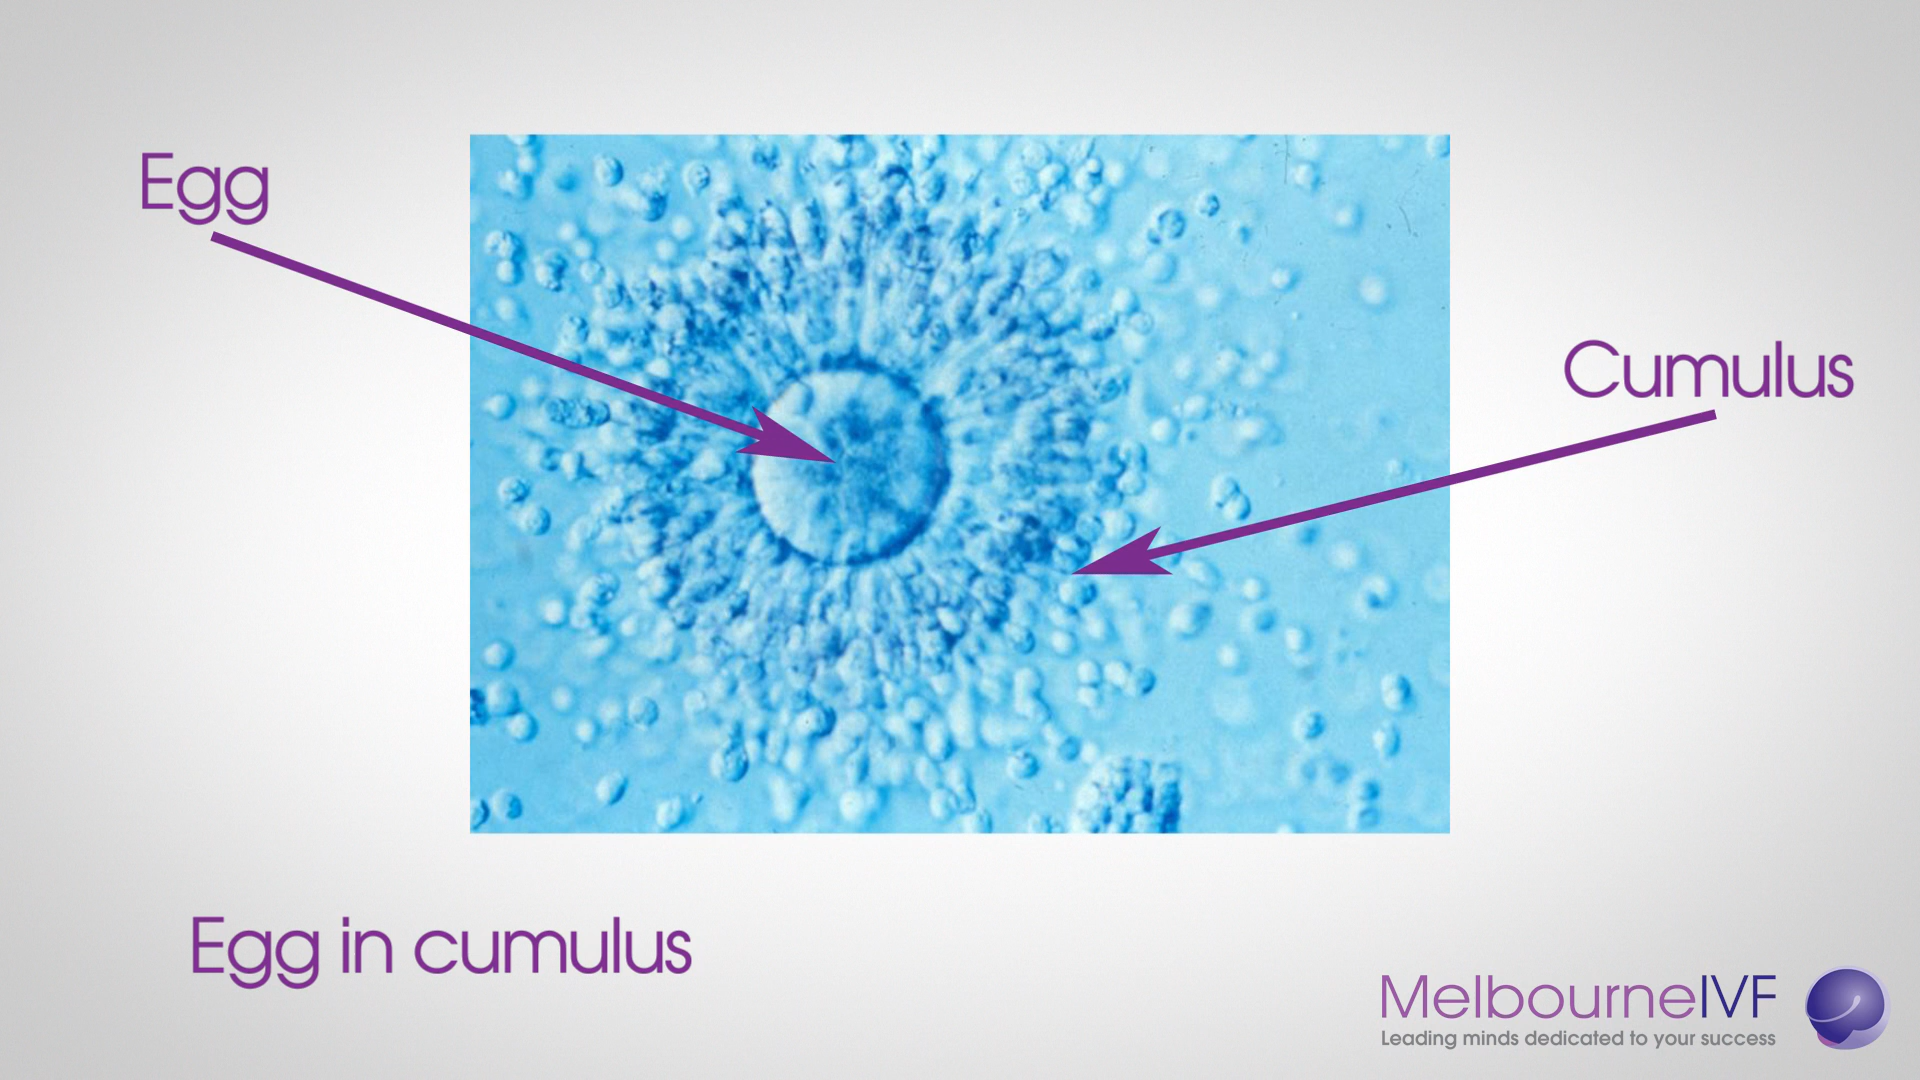 Egg
Cumulus
Egg in cumulus
MelbourneIVF
Leading minds dedicated to your success